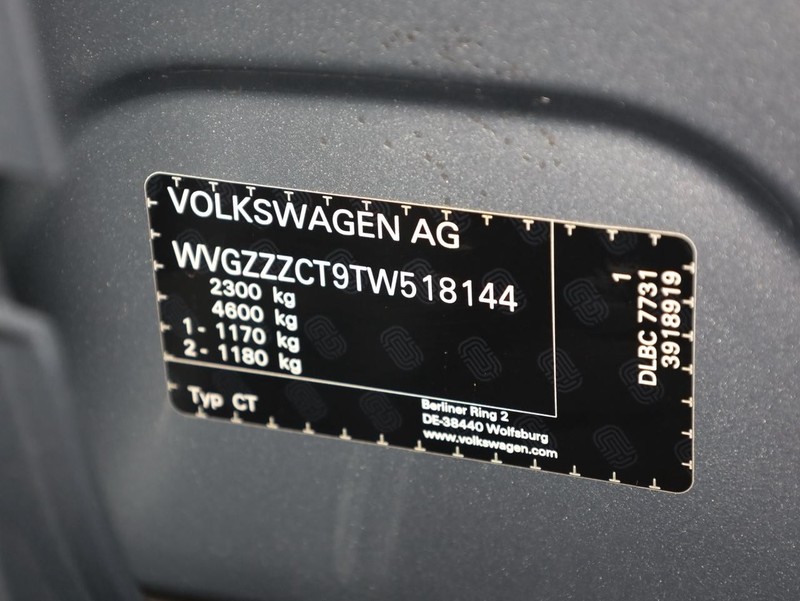 VOLKSWAGEN AG
WVGZZZCT9TW518144
2300 kg
4600 kg
1- 1170 kg
2- 1180 kg
Typ CT
Berliner Ring 2
DE-38440 Wolfsburg
www.volkswagen.com
1
DLBC 7731
3918919